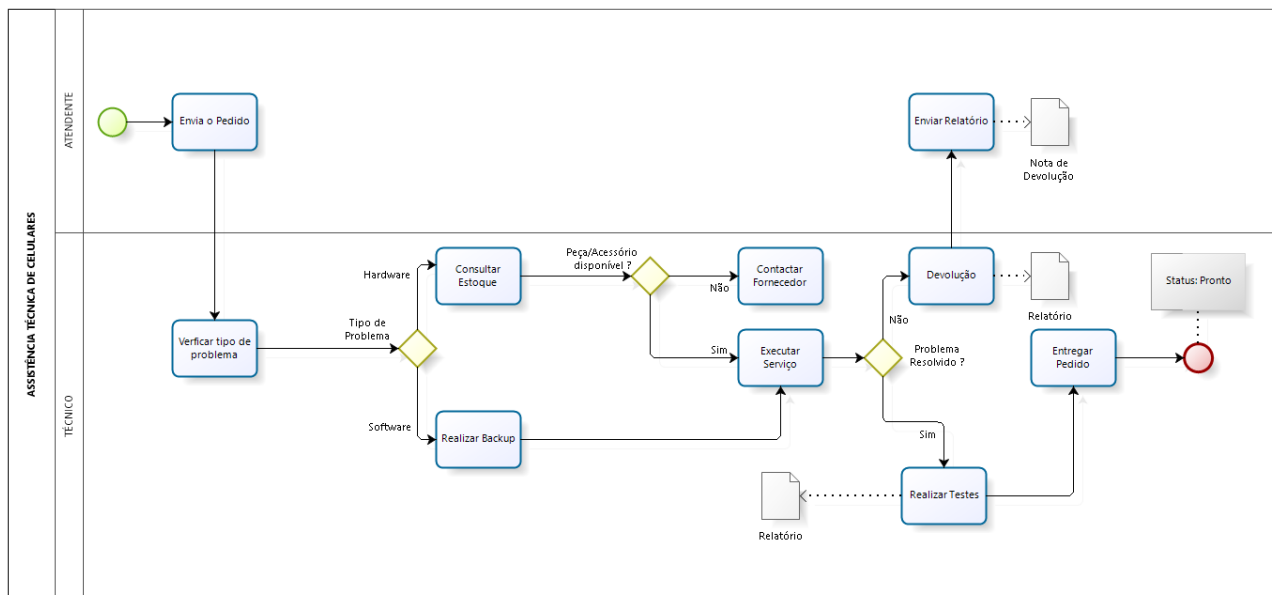 ASSISTÊNCIA TÉCNICA DE CELULARES
ATENDENTE
Envia o Pedido
Enviar Relatório
Nota de
Devolução
TÉCNICO
Verficar tipo de
problema
Tipo de
Problema
Hardware
Software
Consultar
Estoque
Realizar Backup
Peça/Acessório
disponível ?
Não
Sim
Contactar
Fornecedor
Executar
Serviço
Problema
Resolvido ?
Não
Sim
Devolução
Relatório
Realizar Testes
Relatório
Entregar
Pedido
Status: Pronto